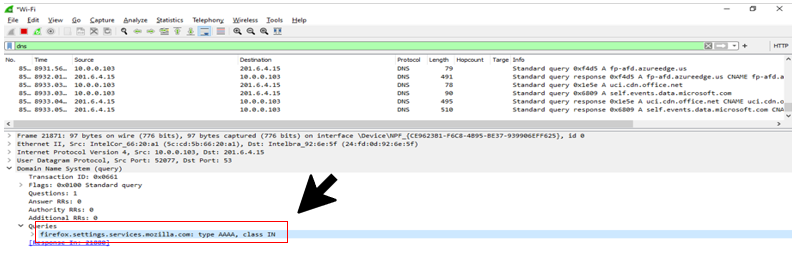 *Wi-Fi
File Edit View Go Capture Analyze Statistics Telephony Wireless Tools Help
dns
HTTP
No. Time Source Destination Protocol Length Hopcount Targe Info
85… 8931.56… 10.0.0.103 201.6.4.15 DNS 79 Standard query 0xf4d5 A fp-afd.azureedge.us
85… 8932.01… 201.6.4.15 10.0.0.103 DNS 491 Standard query response 0xf4d5 A fp-afd.azureedge.us CNAME fp-afd.a
85… 8933.03… 10.0.0.103 201.6.4.15 DNS 78 Standard query 0x1e5e A uci.cdn.office.net
85… 8933.03… 10.0.0.103 201.6.4.15 DNS 90 Standard query 0x6809 A self.events.data.microsoft.com
85… 8933.04… 201.6.4.15 10.0.0.103 DNS 495 Standard query response 0x1e5e A uci.cdn.office.net CNAME uci.cdn.o
85… 8933.05… 201.6.4.15 10.0.0.103 DNS 510 Standard query response 0x6809 A self.events.data.microsoft.com CNA
Frame 21871: 97 bytes on wire (776 bits), 97 bytes captured (776 bits) on interface \Device\NPF_{CE962381-F6C8-4895-BE37-939906EFF625}, id 0
Ethernet II, Src: IntelCor_66:20:a1 (5c:cd:5b:66:20:a1), Dst: Intelbra_92:6e:5f (24:fd:0d:92:6e:5f)
Internet Protocol Version 4, Src: 10.0.0.103, Dst: 201.6.4.15
User Datagram Protocol, Src Port: 52077, Dst Port: 53
Domain Name System (query)
Transaction ID: 0x0661
Flags: 0x0100 Standard query
Questions: 1
Answer RRs: 0
Authority RRs: 0
Additional RRs: 0
Queries
firefox.settings.services.mozilla.com: type AAAA, class IN
[Response In: 21880]